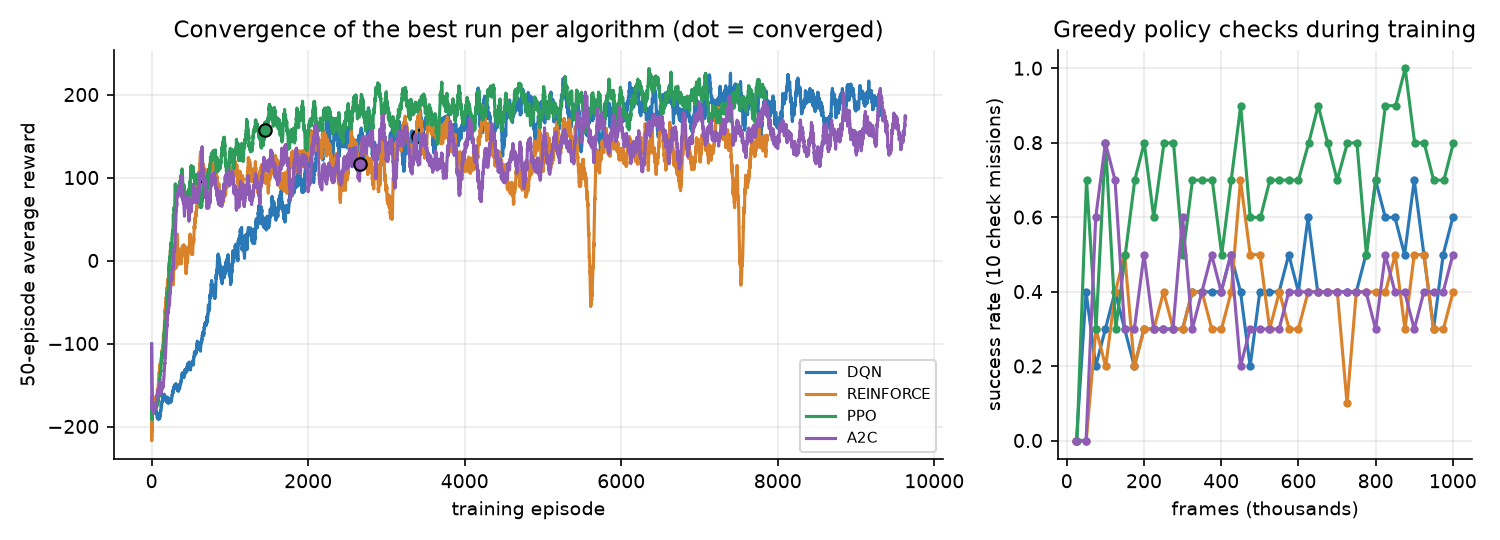 Convergence of the best run per algorithm (dot = converged)
50-episode average reward
200
100
0
−100
−200
0
2000
4000
6000
8000
10000
training episode
DQN
REINFORCE
PPO
A2C
Greedy policy checks during training
success rate (10 check missions)
1.0
0.8
0.6
0.4
0.2
0.0
0
200
400
600
800
1000
frames (thousands)